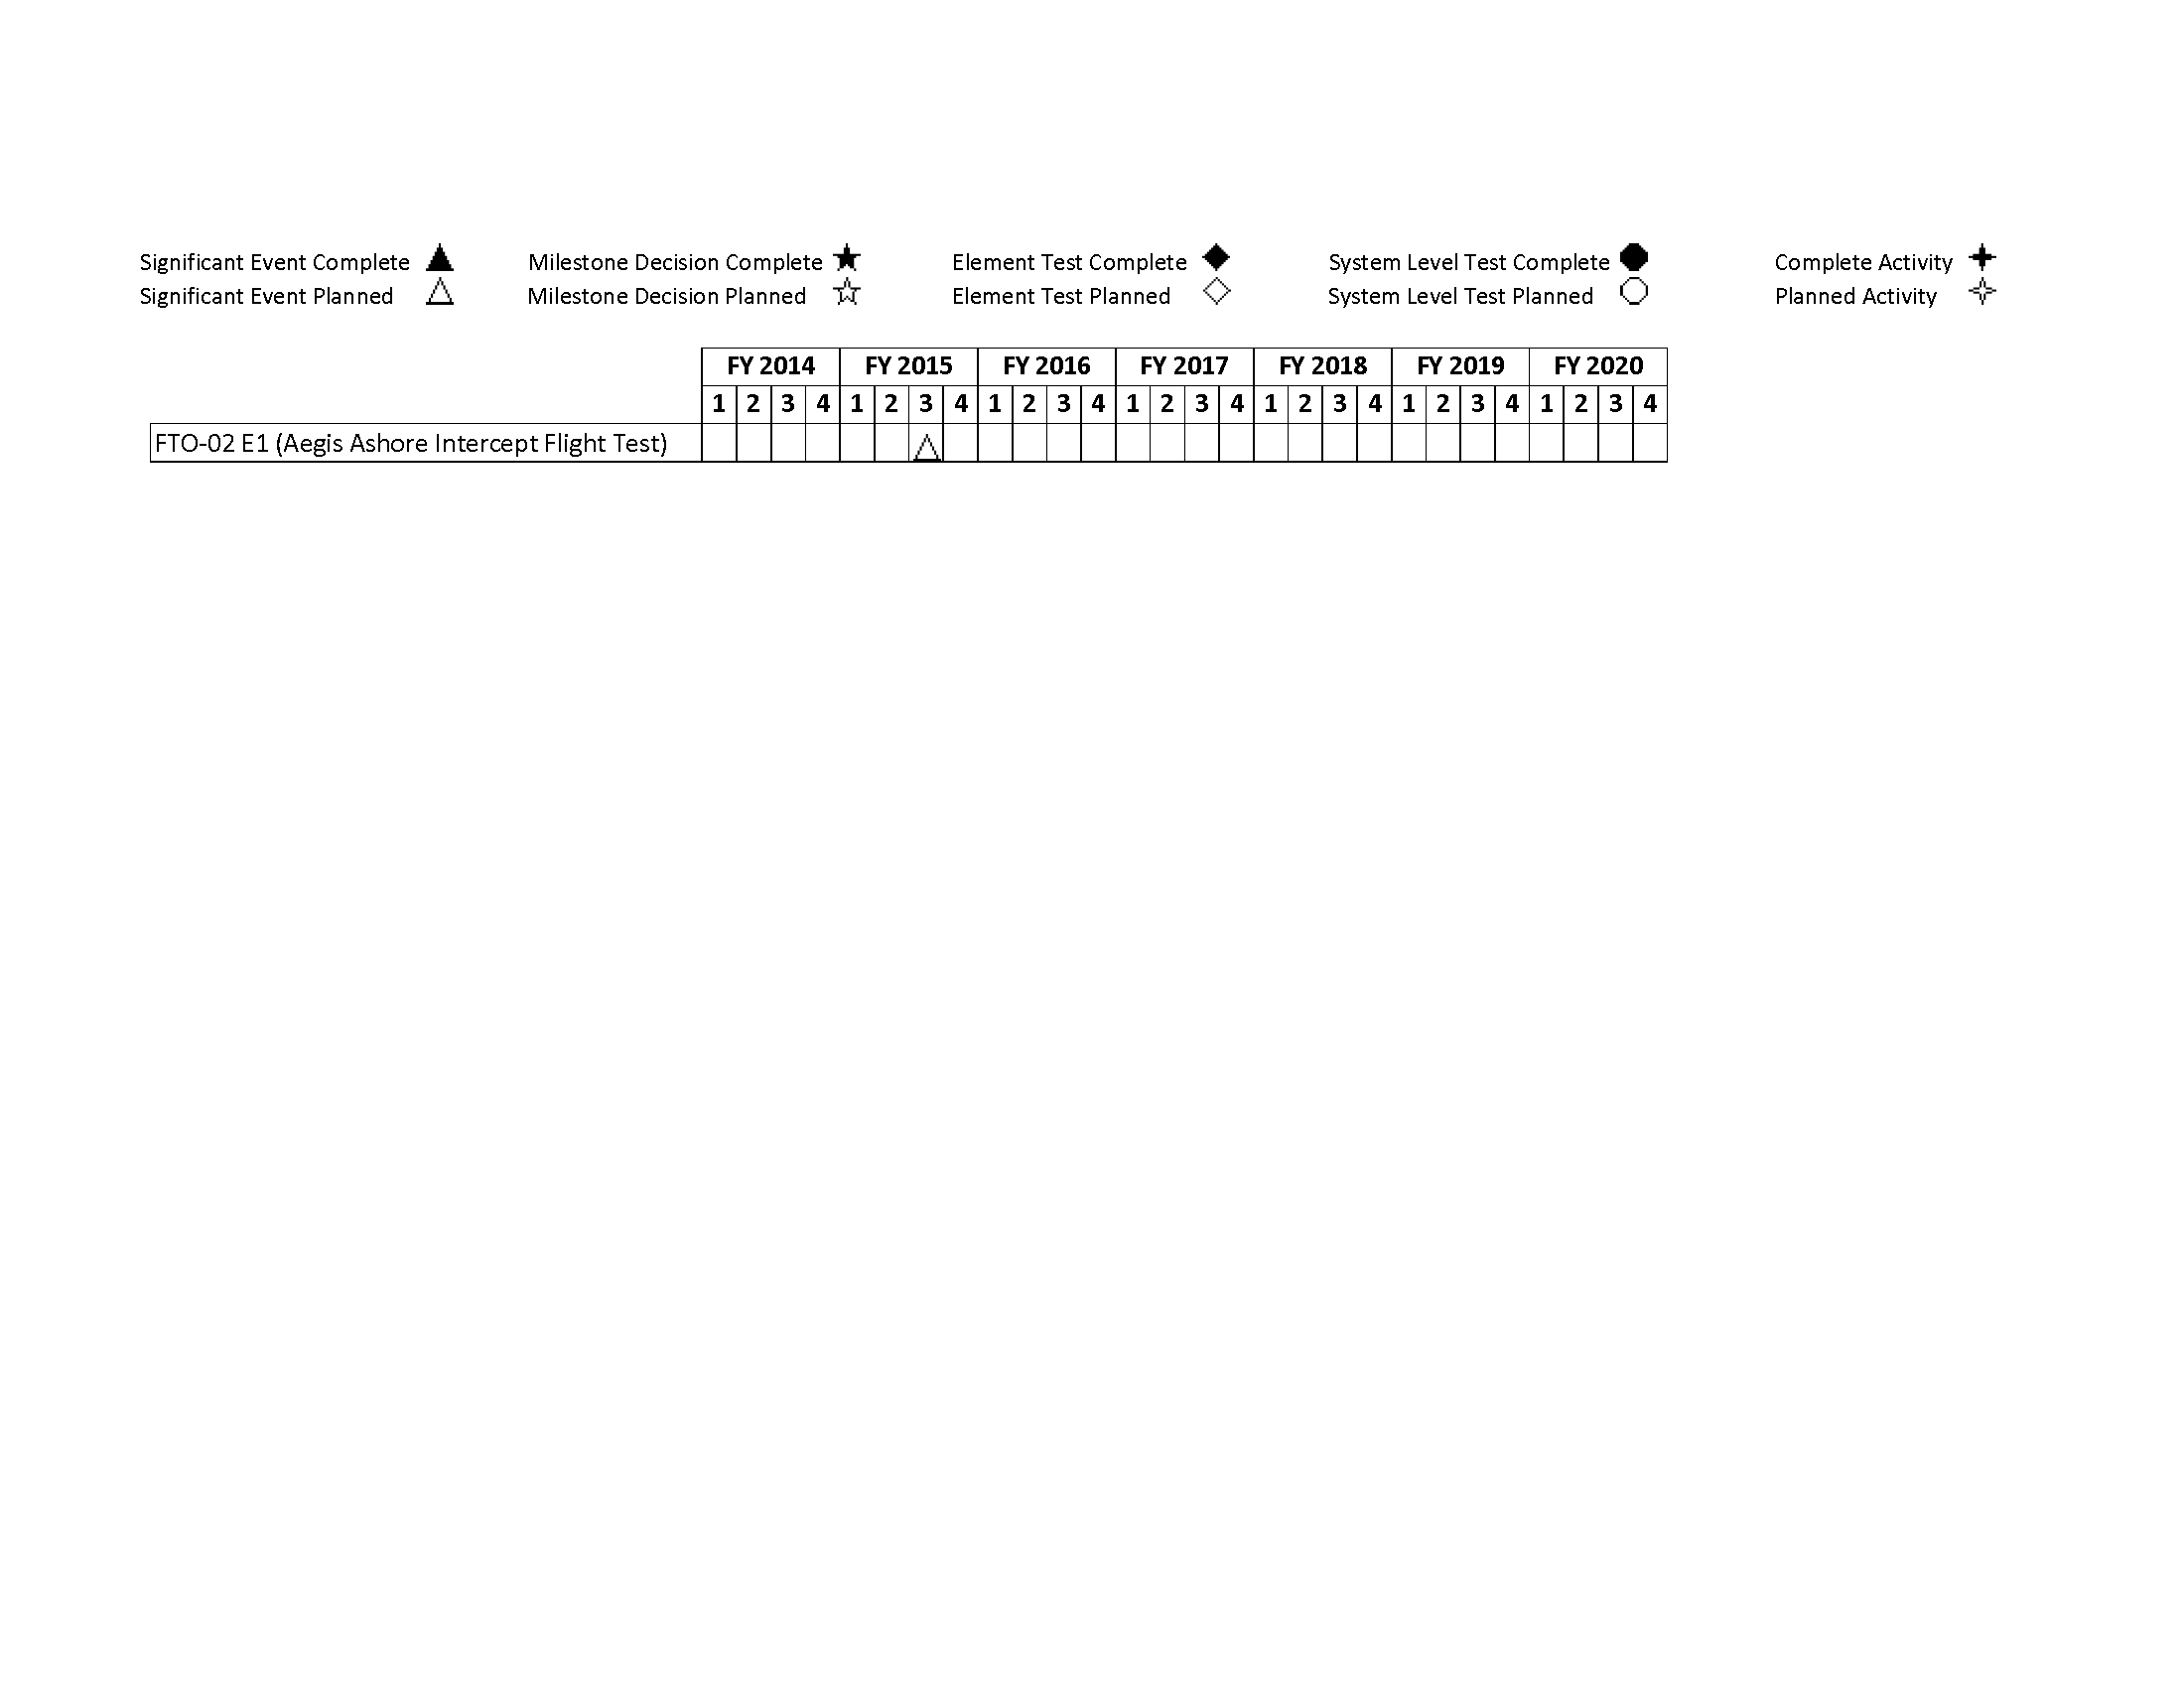 Significant Event Complete Milestone Decision Complete Element Test Complete System Level Test Complete Complete Activity
Significant Event Planned Milestone Decision Planned Element Test Planned System Level Test Planned Planned Activity
FY 2014 FY 2015 FY 2016 FY 2017 FY 2018 FY 2019 FY 2020
1 2 3 4 1 2 3 4 1 2 3 4 1 2 3 4 1 2 3 4 1 2 3 4 1 2 3 4
FTO-02 E1 (Aegis Ashore Intercept Flight Test)